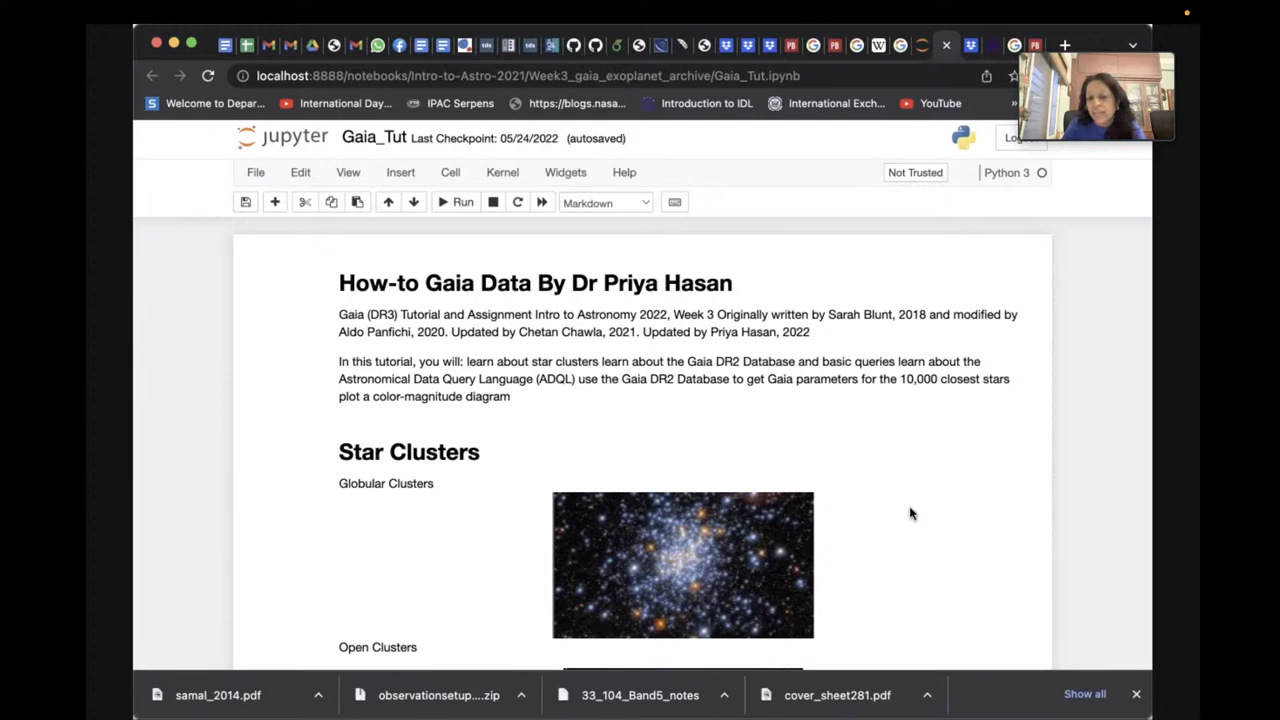 localhost:8888/notebooks/Intro-to-Astro-2021/Week3_gaia_exoplanet_archive/Gaia_Tut.ipynb
Welcome to Depar... International Day... IPAC Serpens https://blogs.nasa... Introduction to IDL International Exch... YouTube »
jupyter Gaia_Tut Last Checkpoint: 05/24/2022 (autosaved)
File Edit View Insert Cell Kernel Widgets Help Not Trusted Python 3
Run Markdown
How-to Gaia Data By Dr Priya Hasan
Gaia (DR3) Tutorial and Assignment Intro to Astronomy 2022, Week 3 Originally written by Sarah Blunt, 2018 and modified by
Aldo Panfichi, 2020. Updated by Chetan Chawla, 2021. Updated by Priya Hasan, 2022
In this tutorial, you will: learn about star clusters learn about the Gaia DR2 Database and basic queries learn about the
Astronomical Data Query Language (ADQL) use the Gaia DR2 Database to get Gaia parameters for the 10,000 closest stars
plot a color-magnitude diagram
Star Clusters
Globular Clusters
Open Clusters
samal_2014.pdf observationsetup....zip 33_104_Band5_notes cover_sheet281.pdf Show all